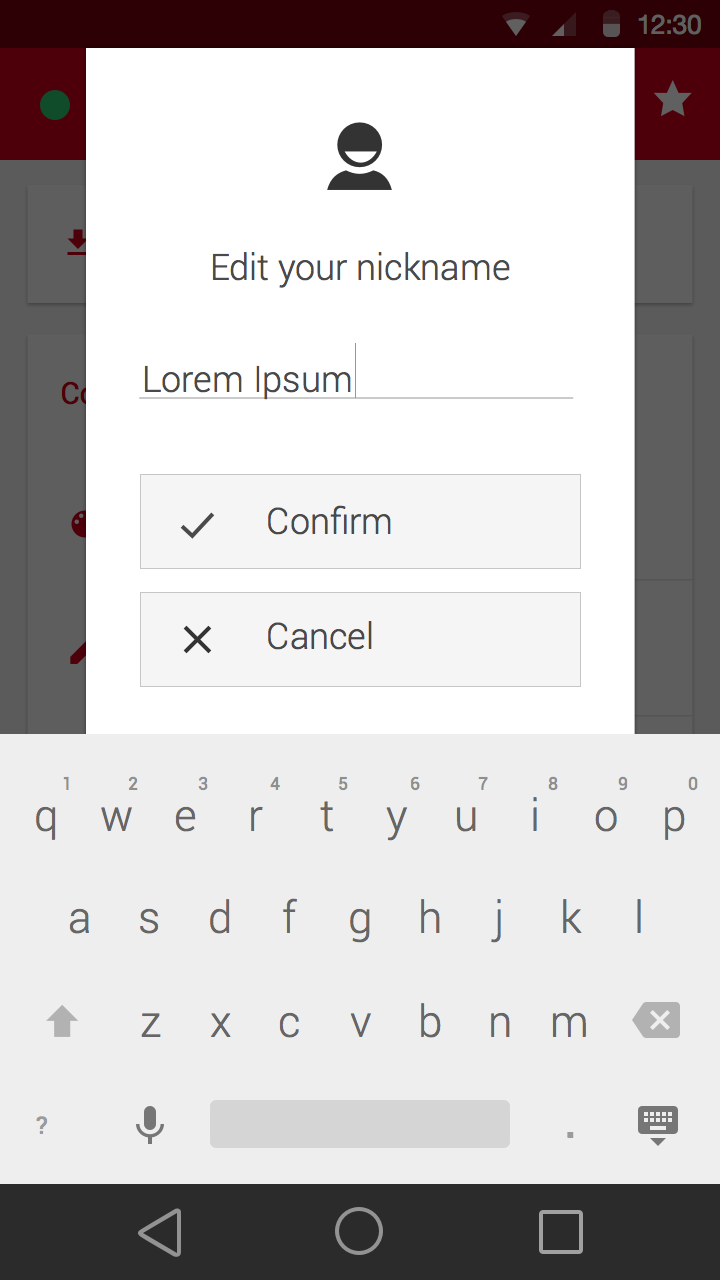 12:30
Edit your nickname
Lorem Ipsum
Co
Confirm
Cancel
1 2 3 4 5 6 7 8 9 0
q w e r t y u i o p
a s d f g h j k l
z x c v b n m
? .